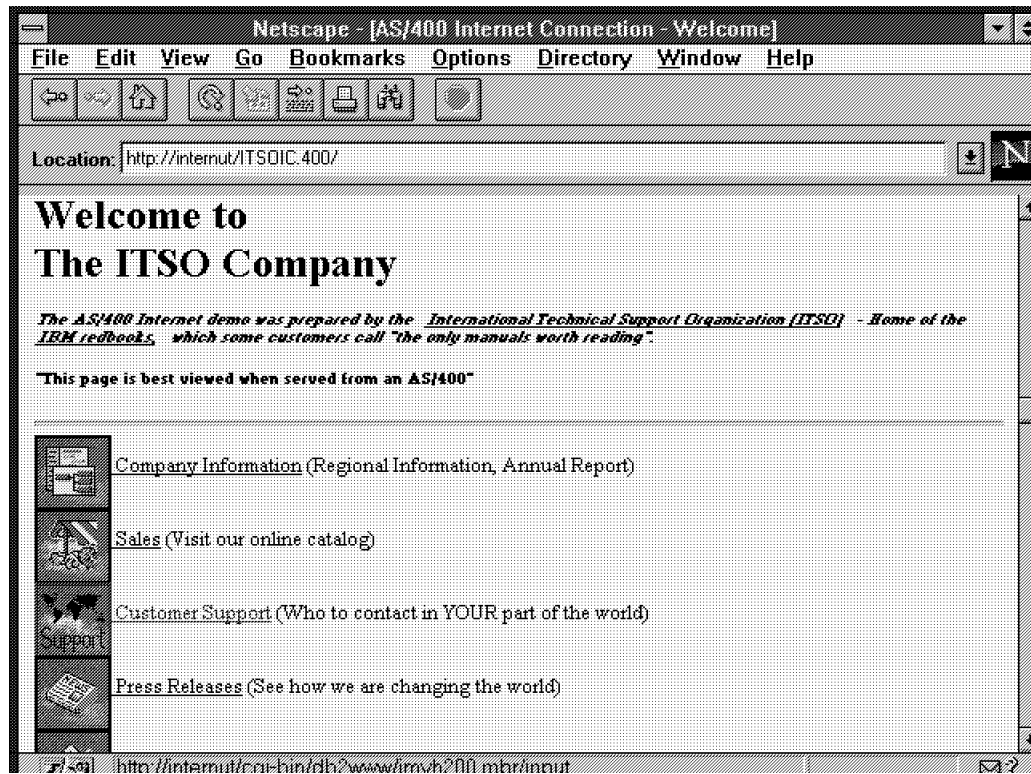 Netscape - [AS/400 Internet Connection - Welcome]
File Edit View Go Bookmarks Options Directory Window Help
Location: http://internut/ITSOIC.400/
N
Welcome to
The ITSO Company
The AS/400 Internet demo was prepared by the International Technical Support Organization (ITSO) - Home of the
IBM redbooks, which some customers call "the only manuals worth reading".
"This page is best viewed when served from an AS/400"
Company Information (Regional Information, Annual Report)
Sales (Visit our online catalog)
Support
Customer Support (Who to contact in YOUR part of the world)
Press Releases (See how we are changing the world)
http://internut/cgi-bin/db2www/imyh200.mbr/input